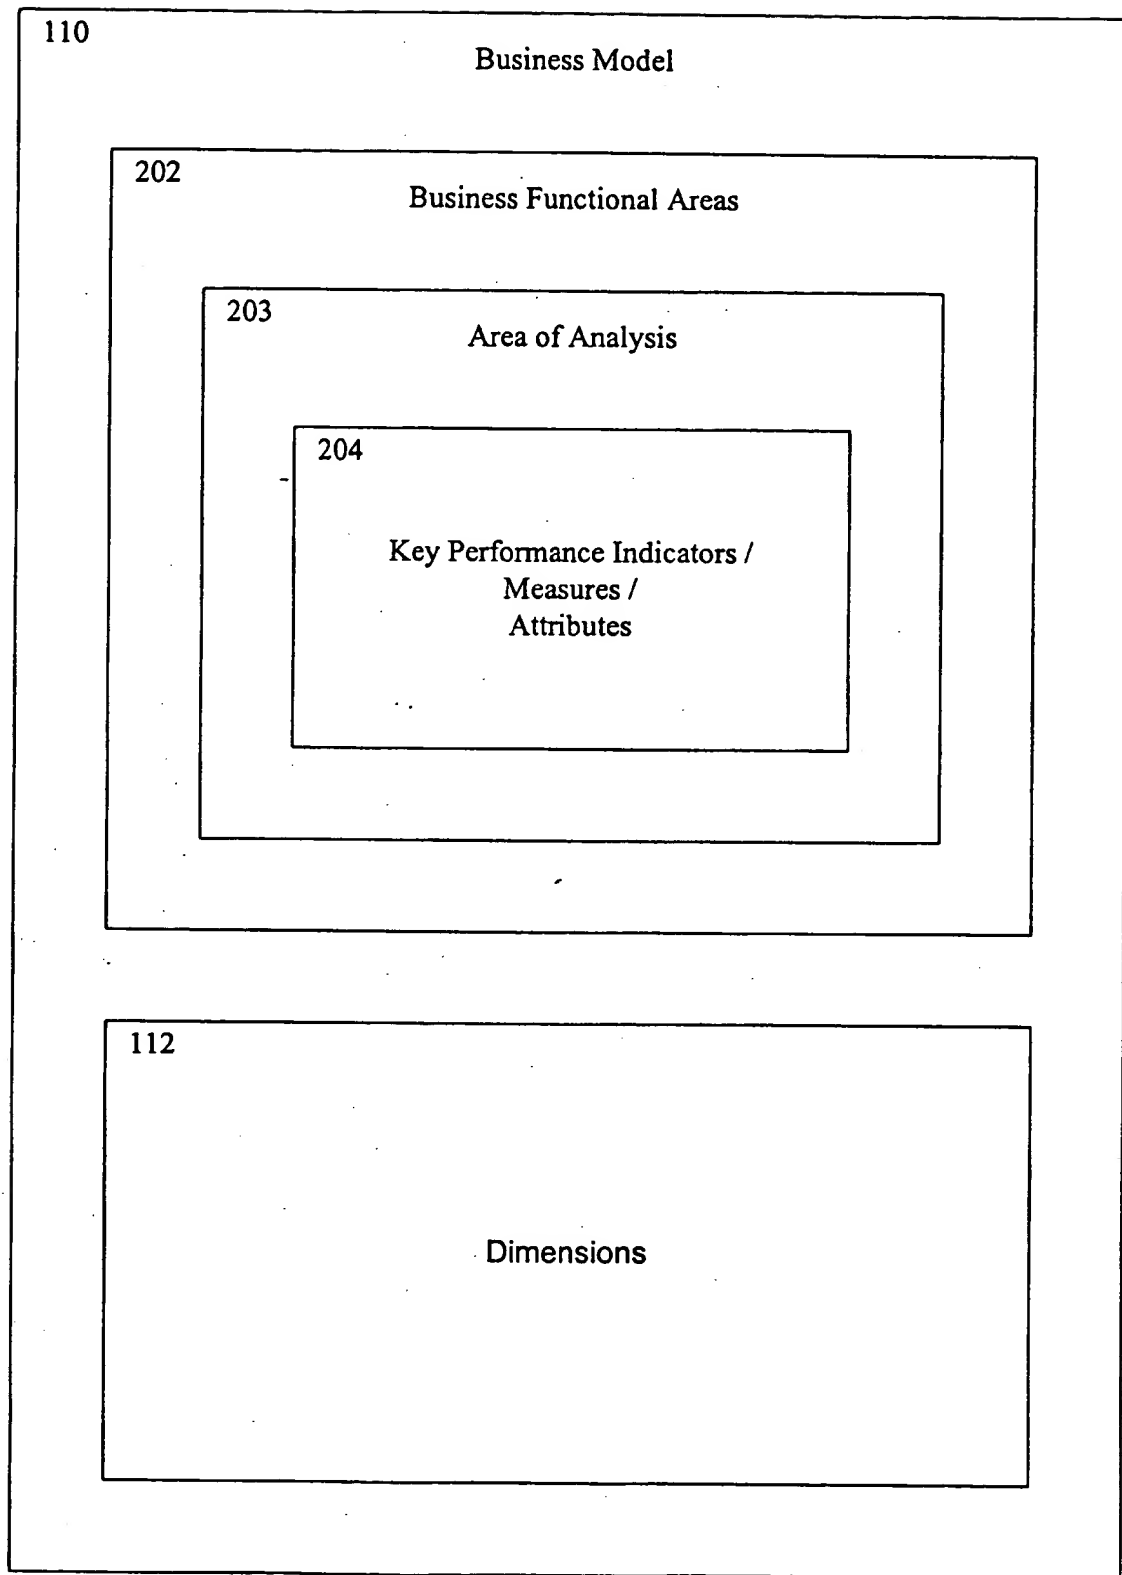 110
Business Model
202
Business Functional Areas
203
Area of Analysis
204
Key Performance Indicators /
Measures /
Attributes
112
Dimensions